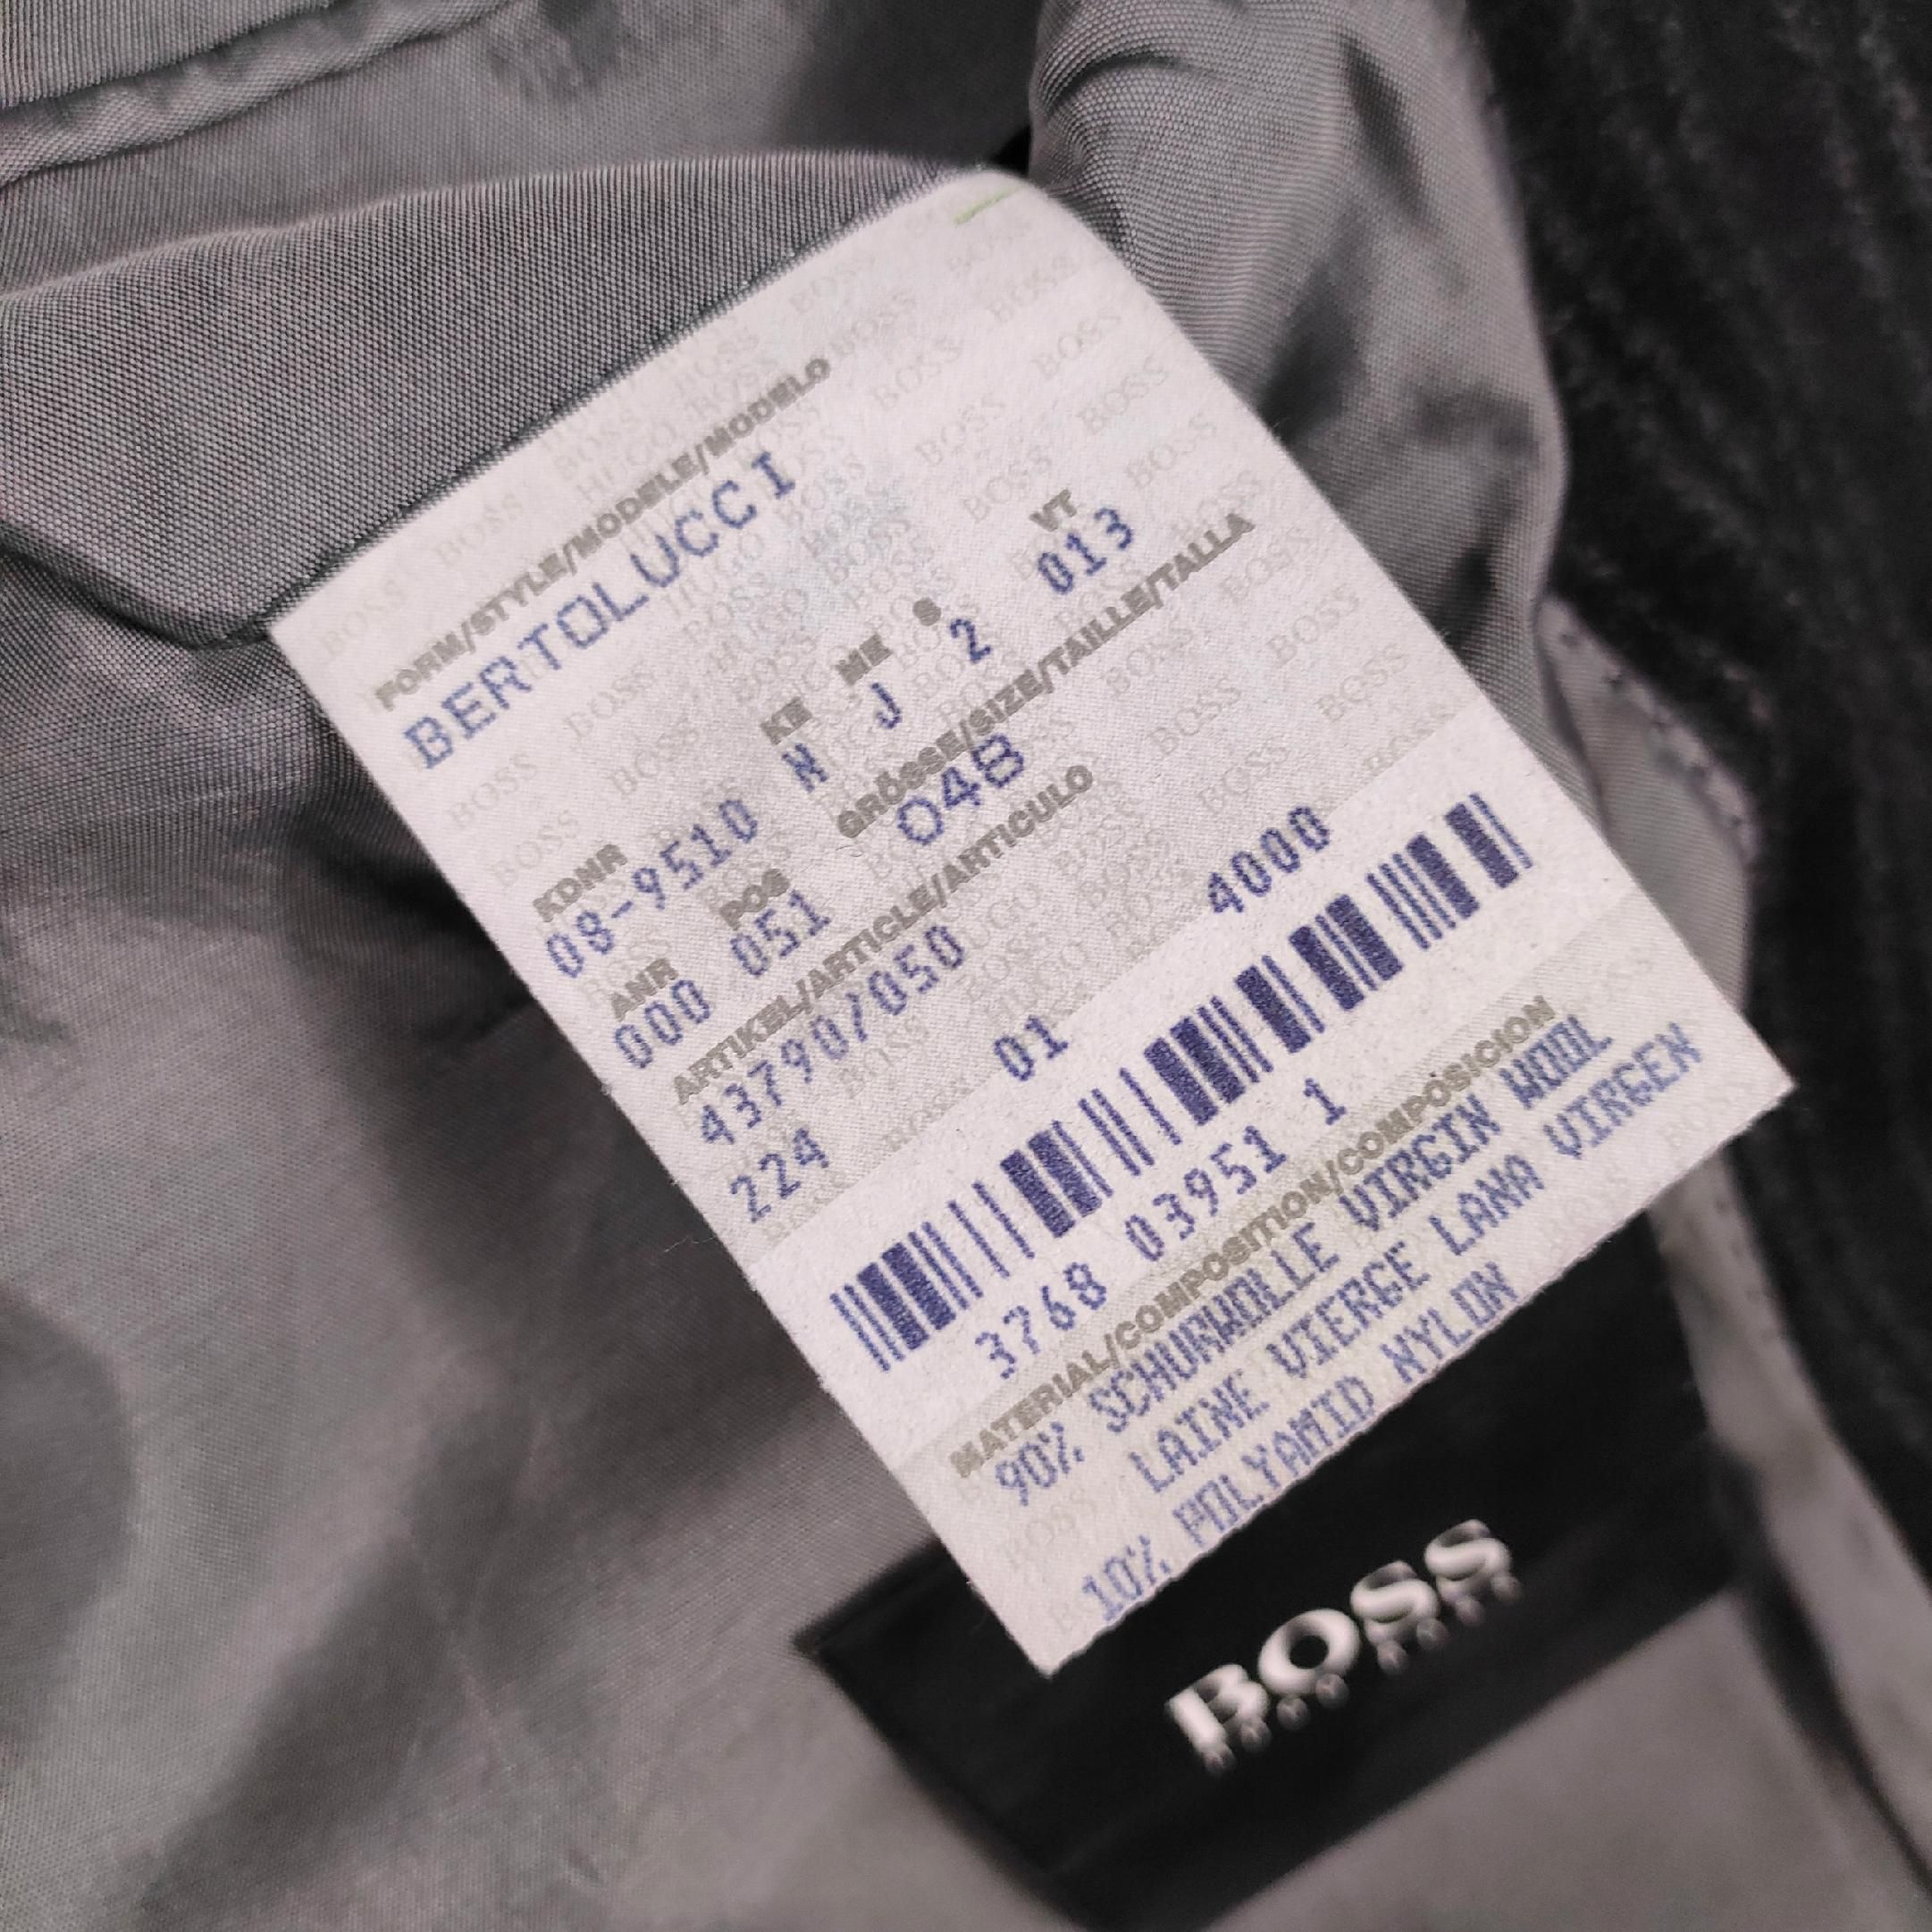 FORM/STYLE/MODELE/MODELO
BERTOLUCCI
KDNR KE ME S VT
08-9510 N J 2 013
ANR POS GRÖSSE/SIZE/TAILLE/TALLA
000 051 048
ARTIKEL/ARTICLE/ARTICULO
43790/050 4000
224 01
3768 03951 1
MATERIAL/COMPOSITION/COMPOSICION
90% SCHURWOLLE VIRGIN WOOL
LAINE VIERGE LANA VIRGEN
10% POLYAMID NYLON
BOSS
HUGO BOSS